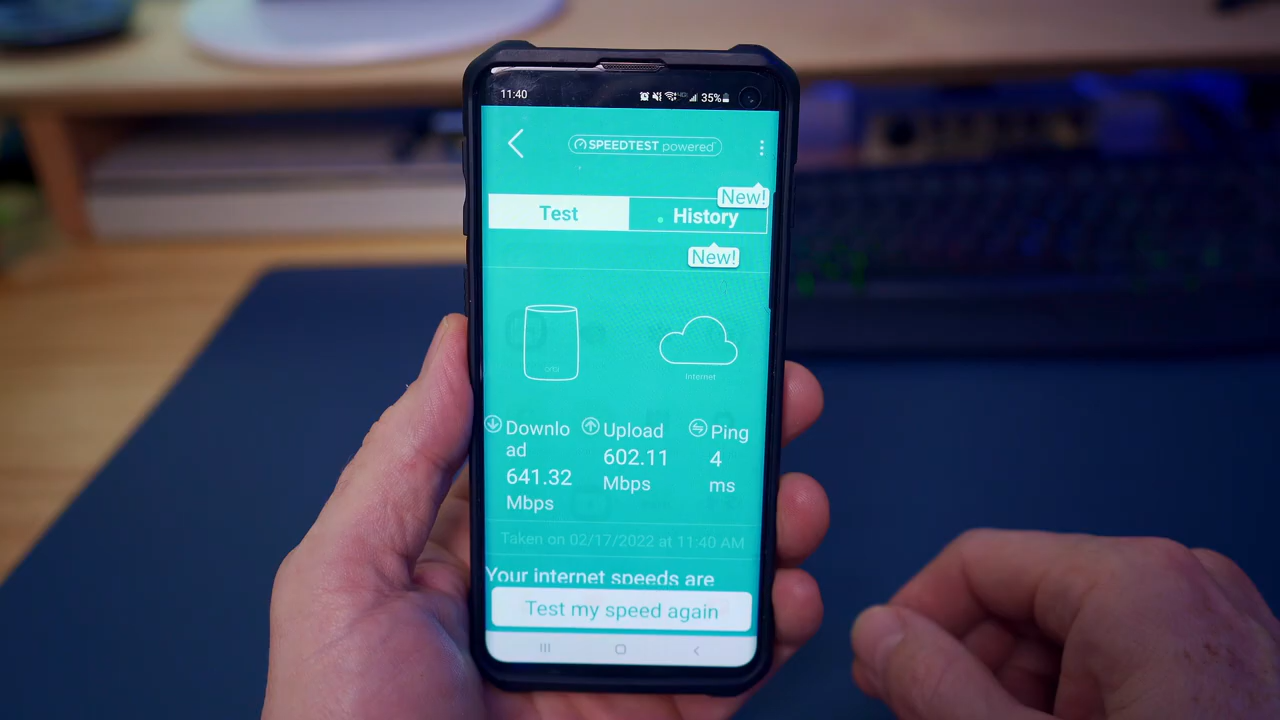 11:40 35%
SPEEDTEST powered
New!
Test History
New!
orbi
Internet
Downlo
ad
641.32
Mbps
Upload
602.11
Mbps
Ping
4
ms
Taken on 02/17/2022 at 11:40 AM
Your internet speeds are
Test my speed again